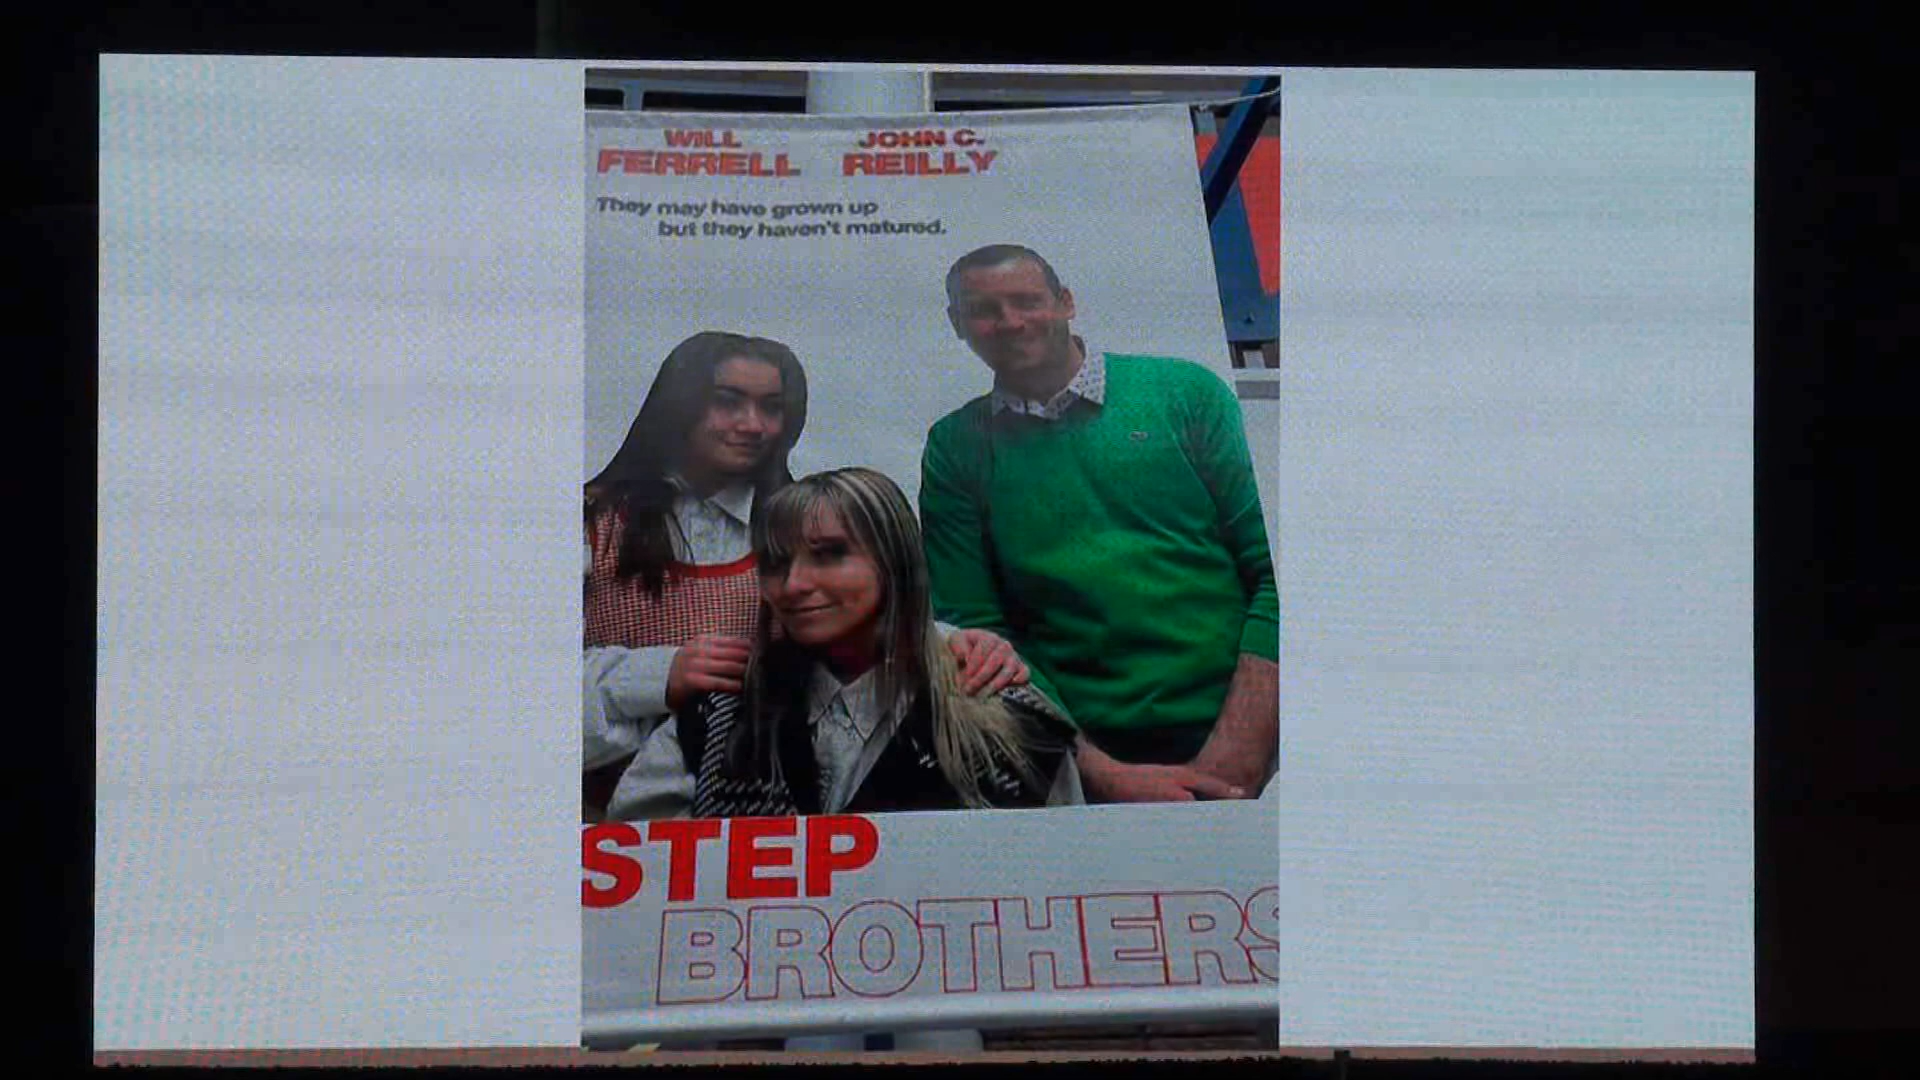 WILL
FERRELL
JOHN C.
REILLY
They may have grown up
but they haven't matured.
STEP
BROTHERS